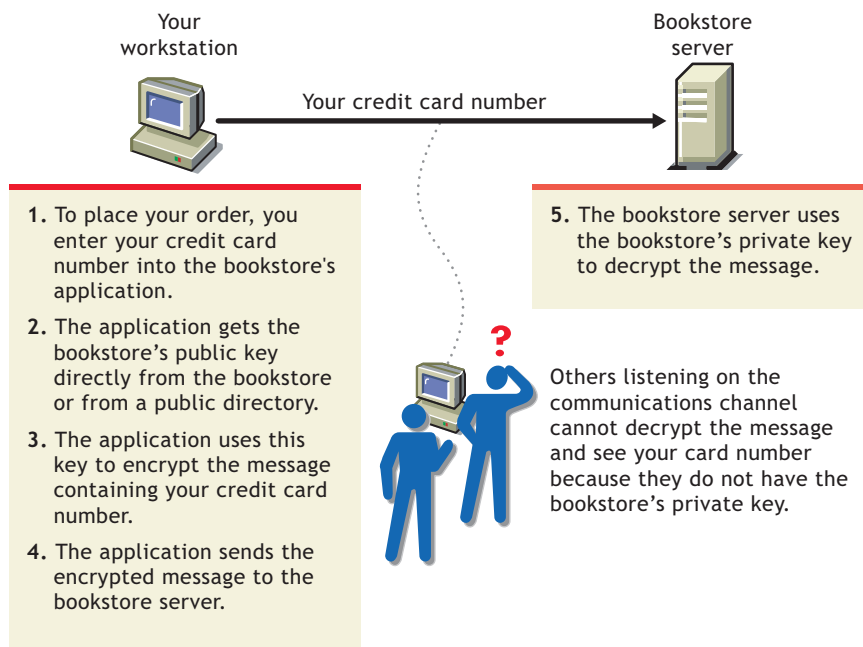 Your
workstation
Bookstore
server
Your credit card number
1. To place your order, you
enter your credit card
number into the bookstore's
application.
2. The application gets the
bookstore’s public key
directly from the bookstore
or from a public directory.
3. The application uses this
key to encrypt the message
containing your credit card
number.
4. The application sends the
encrypted message to the
bookstore server.
5. The bookstore server uses
the bookstore’s private key
to decrypt the message.
?
Others listening on the
communications channel
cannot decrypt the message
and see your card number
because they do not have the
bookstore’s private key.